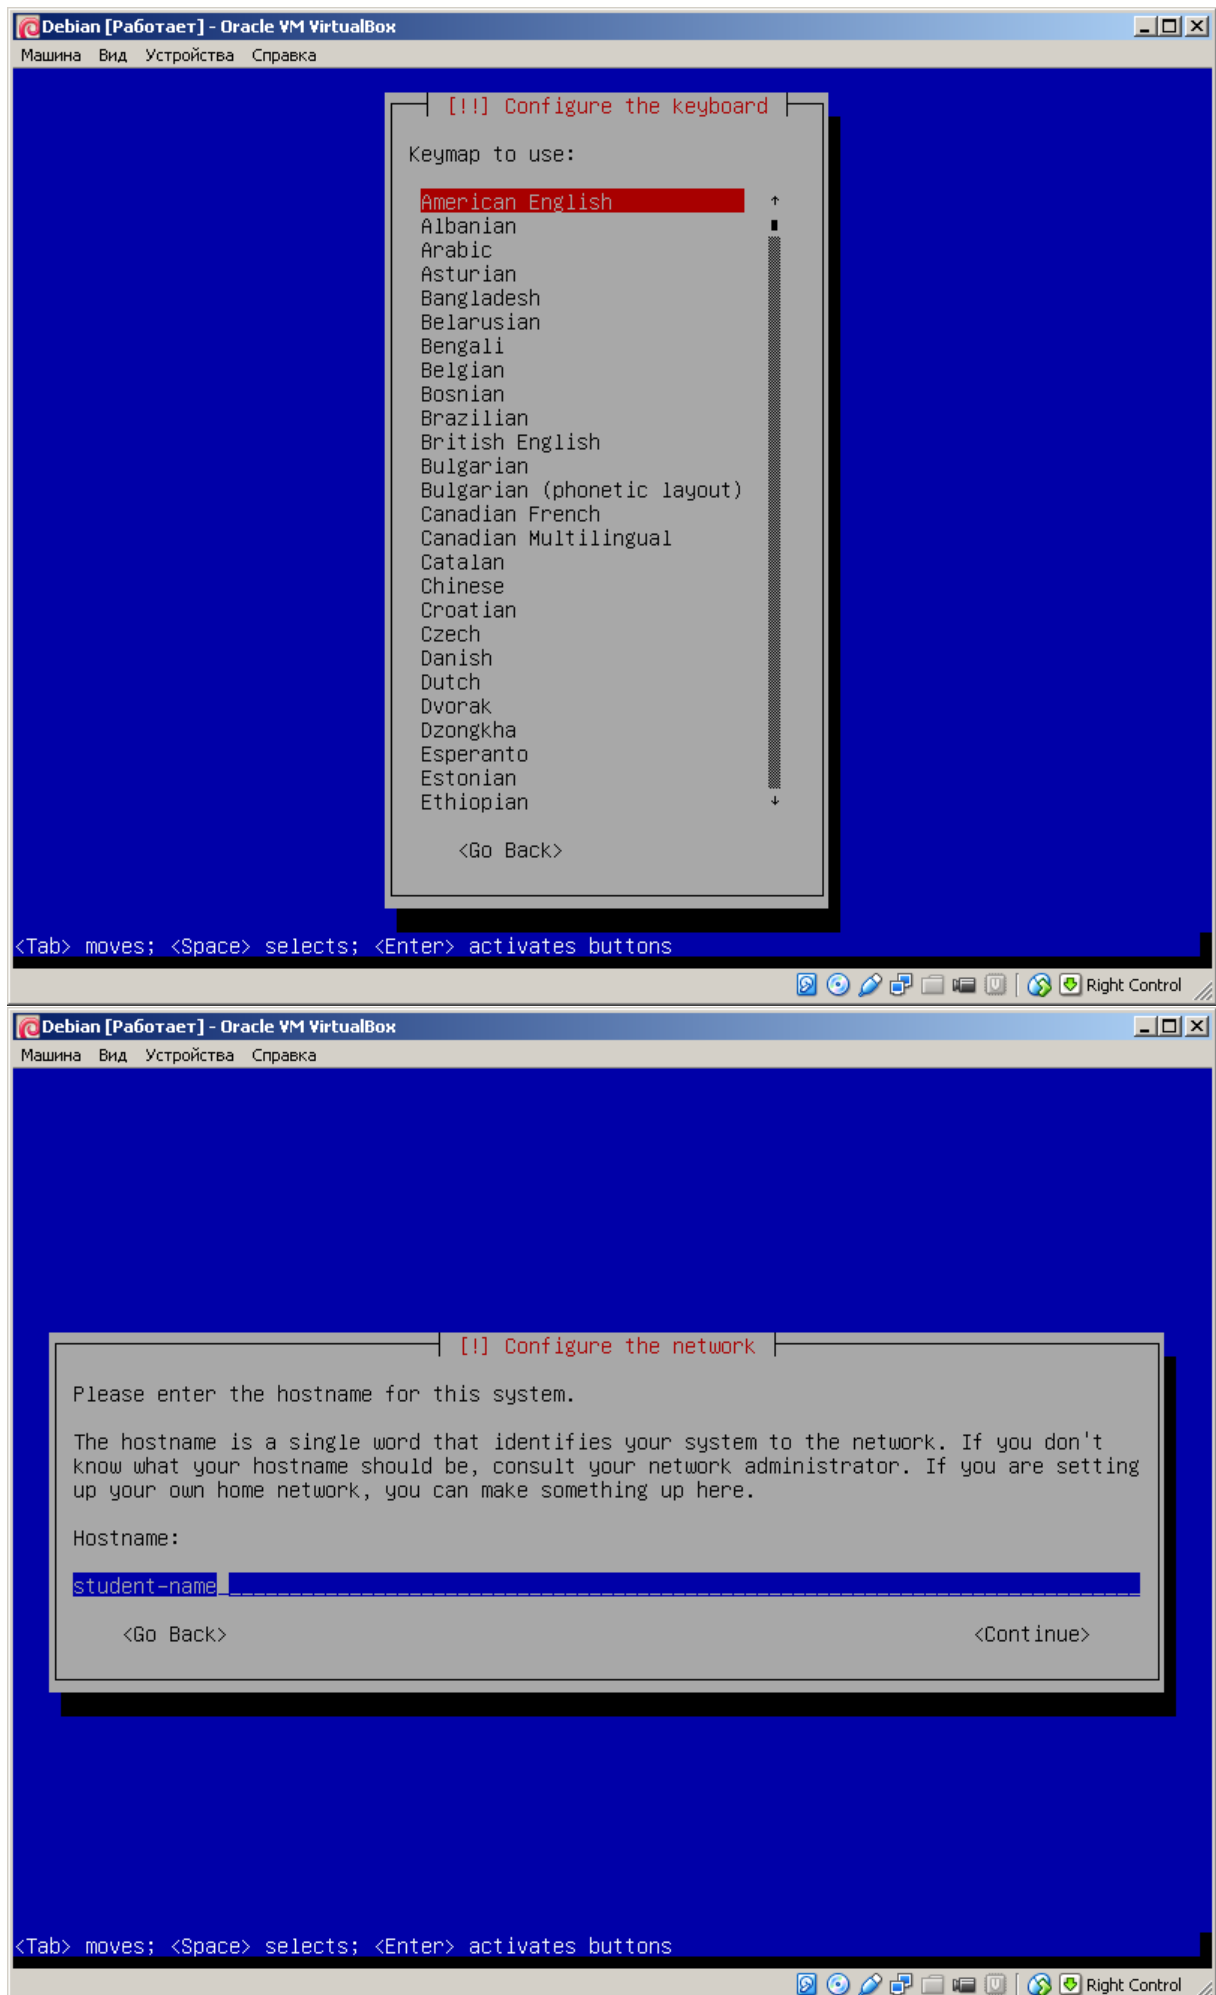 Debian [Работает] - Oracle VM VirtualBox
Машина Вид Устройства Справка
[!!] Configure the keyboard
Keymap to use:
American English
Albanian
Arabic
Asturian
Bangladesh
Belarusian
Bengali
Belgian
Bosnian
Brazilian
British English
Bulgarian
Bulgarian (phonetic layout)
Canadian French
Canadian Multilingual
Catalan
Chinese
Croatian
Czech
Danish
Dutch
Dvorak
Dzongkha
Esperanto
Estonian
Ethiopian
<Go Back>
<Tab> moves; <Space> selects; <Enter> activates buttons
Right Control
Debian [Работает] - Oracle VM VirtualBox
Машина Вид Устройства Справка
[!] Configure the network
Please enter the hostname for this system.
The hostname is a single word that identifies your system to the network. If you don't
know what your hostname should be, consult your network administrator. If you are setting
up your own home network, you can make something up here.
Hostname:
student-name
<Go Back> <Continue>
<Tab> moves; <Space> selects; <Enter> activates buttons
Right Control